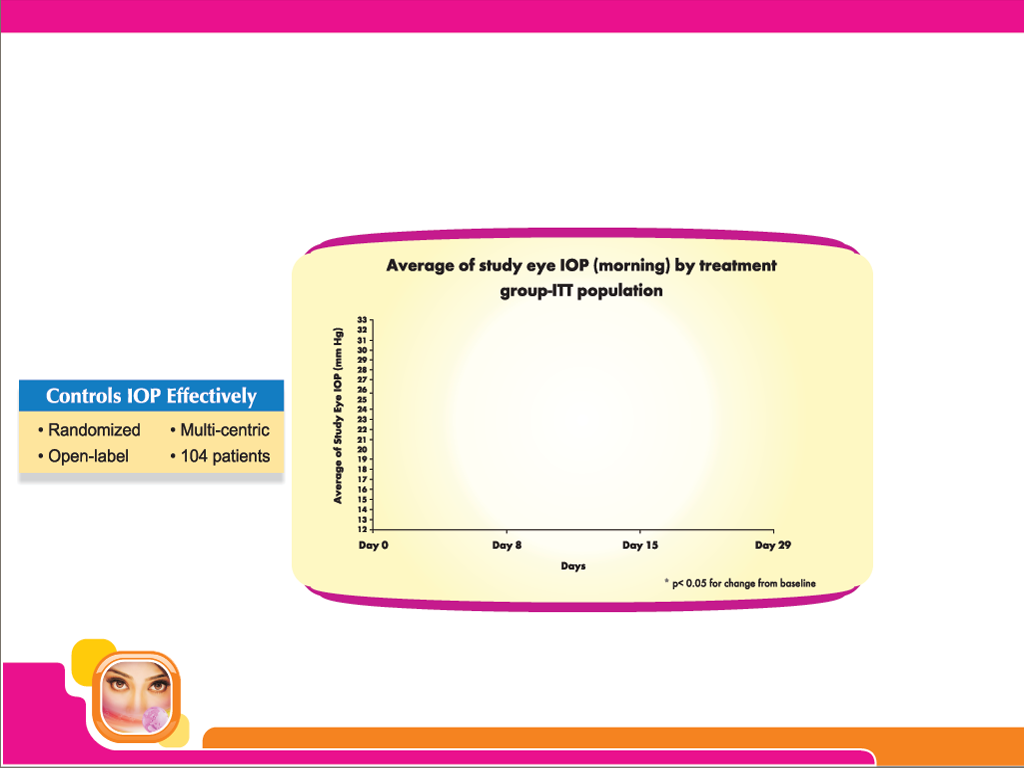 Average of study eye IOP (morning) by treatment
group-ITT population
Average of Study Eye IOP (mm Hg)
33
32
31
30
29
28
27
26
25
24
23
22
21
20
19
18
17
16
15
14
13
12
Day 0 Day 8 Day 15 Day 29
Days
* p< 0.05 for change from baseline
Controls IOP Effectively
• Randomized • Multi-centric
• Open-label • 104 patients